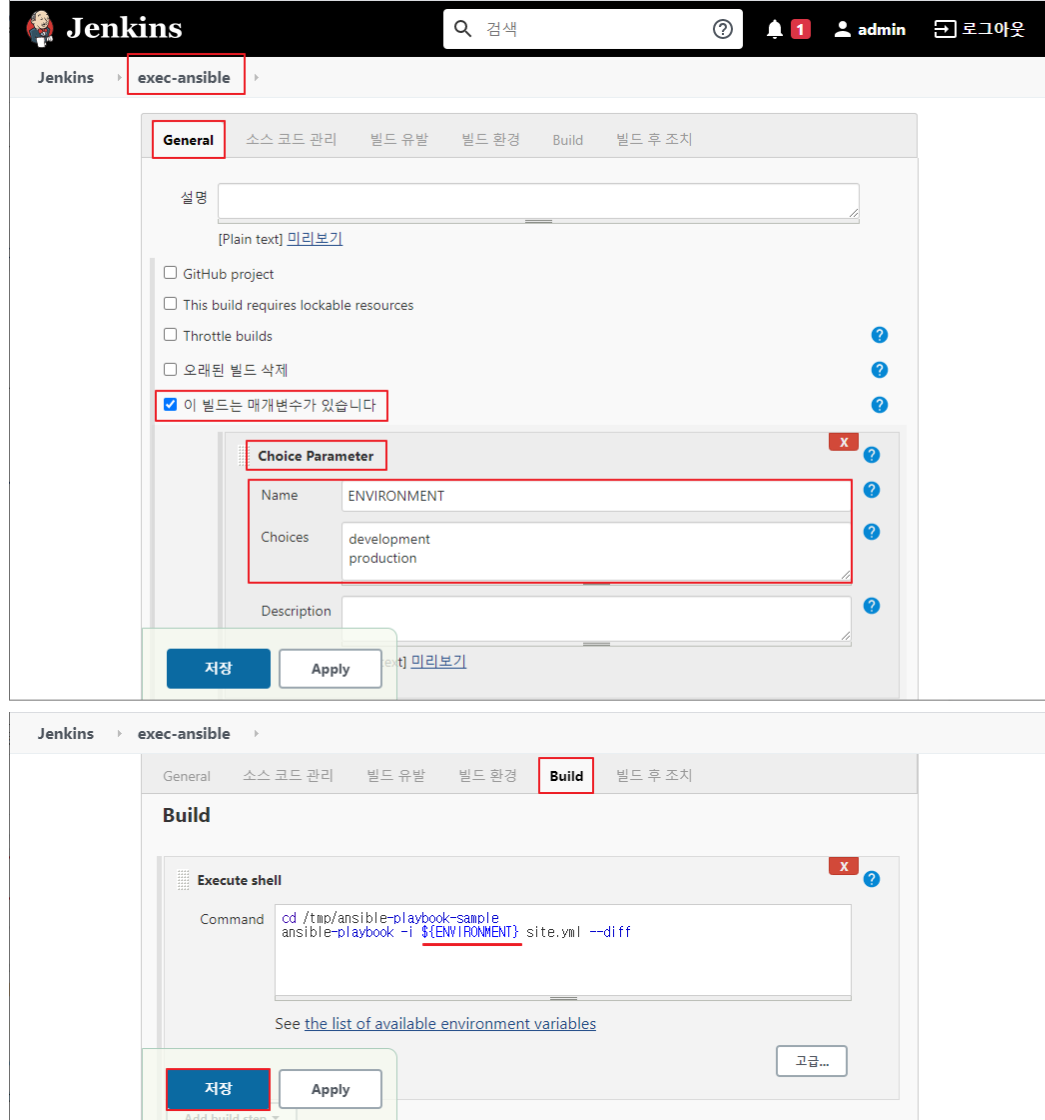 Jenkins
검색
1
admin
로그아웃
Jenkins
exec-ansible
General
소스 코드 관리
빌드 유발
빌드 환경
Build
빌드 후 조치
설명
[Plain text] 미리보기
GitHub project
This build requires lockable resources
Throttle builds
오래된 빌드 삭제
이 빌드는 매개변수가 있습니다
X
Choice Parameter
Name
ENVIRONMENT
Choices
development
production
Description
저장
Apply
미리보기
Jenkins
exec-ansible
General
소스 코드 관리
빌드 유발
빌드 환경
Build
빌드 후 조치
Build
X
Execute shell
Command
cd /tmp/ansible-playbook-sample
ansible-playbook -i ${ENVIRONMENT} site.yml --diff
See the list of available environment variables
고급...
저장
Apply
Add build step